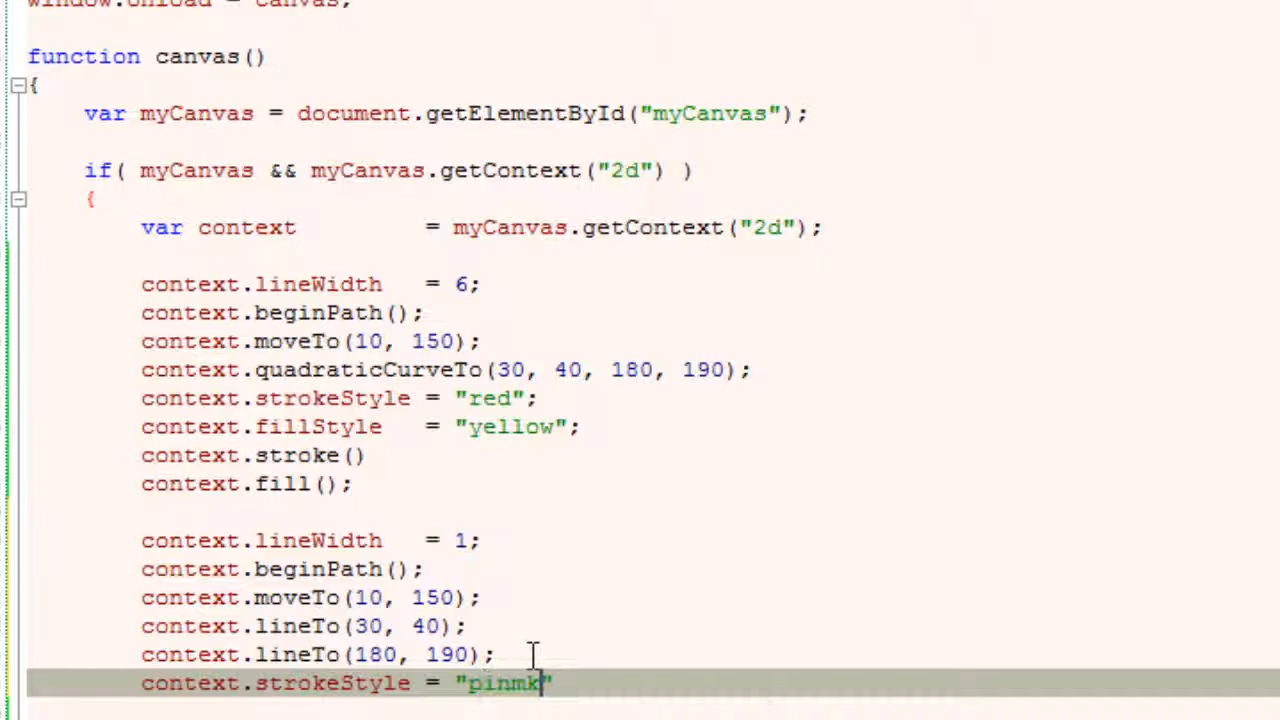 window.onload = canvas;
function canvas()
{
var myCanvas = document.getElementById("myCanvas");
if( myCanvas && myCanvas.getContext("2d") )
{
var context = myCanvas.getContext("2d");
context.lineWidth = 6;
context.beginPath();
context.moveTo(10, 150);
context.quadraticCurveTo(30, 40, 180, 190);
context.strokeStyle = "red";
context.fillStyle = "yellow";
context.stroke()
context.fill();
context.lineWidth = 1;
context.beginPath();
context.moveTo(10, 150);
context.lineTo(30, 40);
context.lineTo(180, 190);
context.strokeStyle = "pinmk"